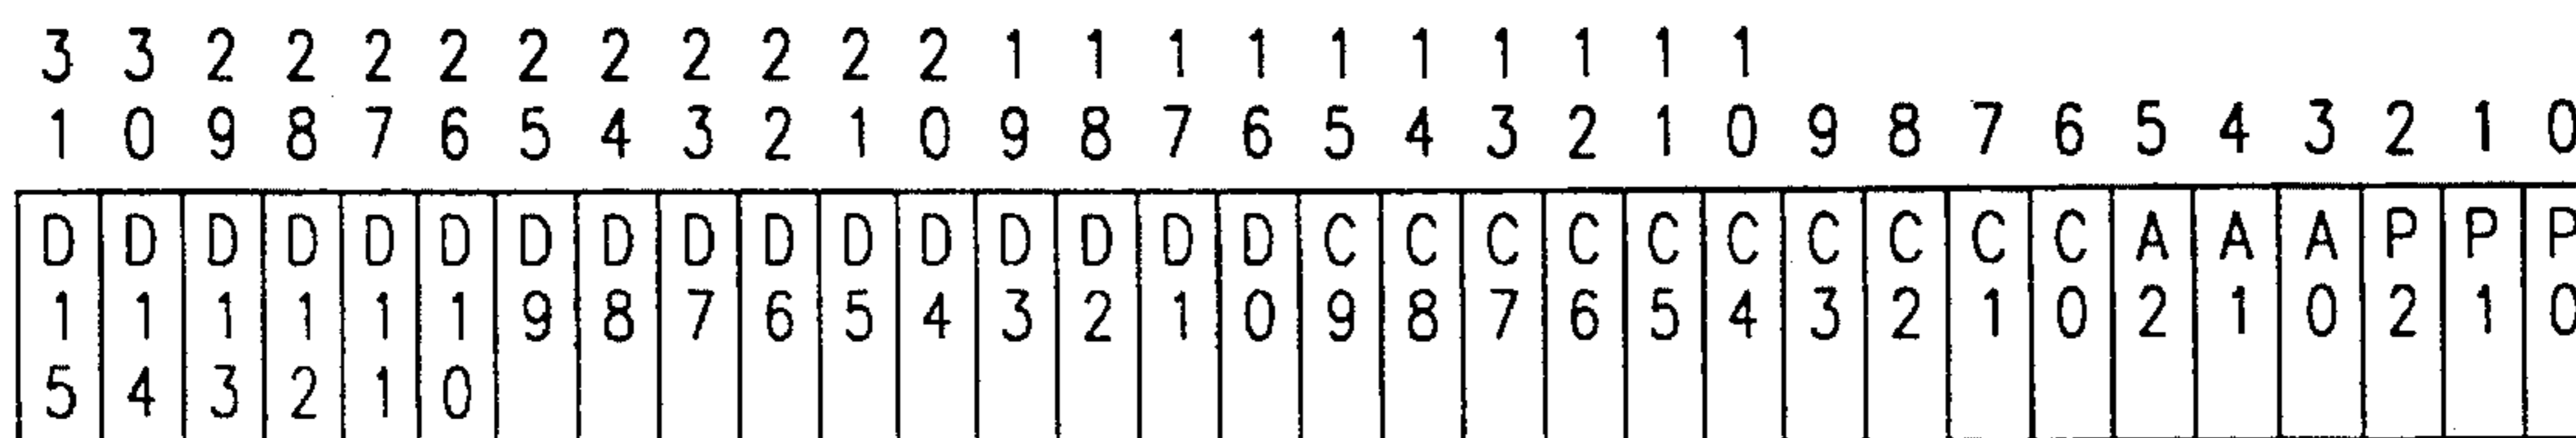 3 3 2 2 2 2 2 2 2 2 2 2 1 1 1 1 1 1 1 1 1 1
1 0 9 8 7 6 5 4 3 2 1 0 9 8 7 6 5 4 3 2 1 0 9 8 7 6 5 4 3 2 1 0
D D D D D D D D D D D D D D D D C C C C C C C C C C A A A P P P
1 1 1 1 1 1 9 8 7 6 5 4 3 2 1 0 9 8 7 6 5 4 3 2 1 0 2 1 0 2 1 0
5 4 3 2 1 0